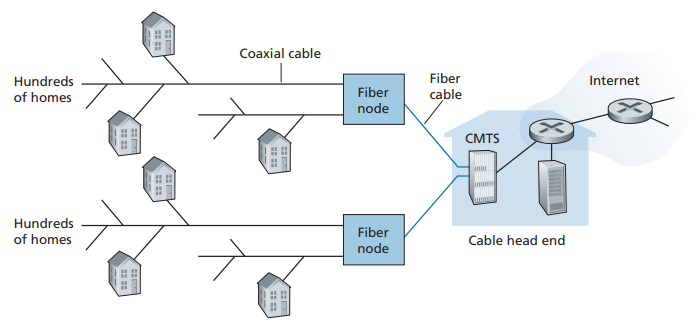 Coaxial cable
Hundreds
of homes
Fiber
node
Fiber
cable
Internet
CMTS
Hundreds
of homes
Fiber
node
Cable head end